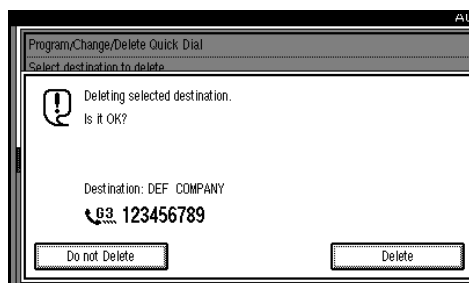 AU
Program/Change/Delete Quick Dial
Select destination to delete
Deleting selected destination.
Is it OK?
Destination: DEF COMPANY
G3 123456789
Do not Delete
Delete